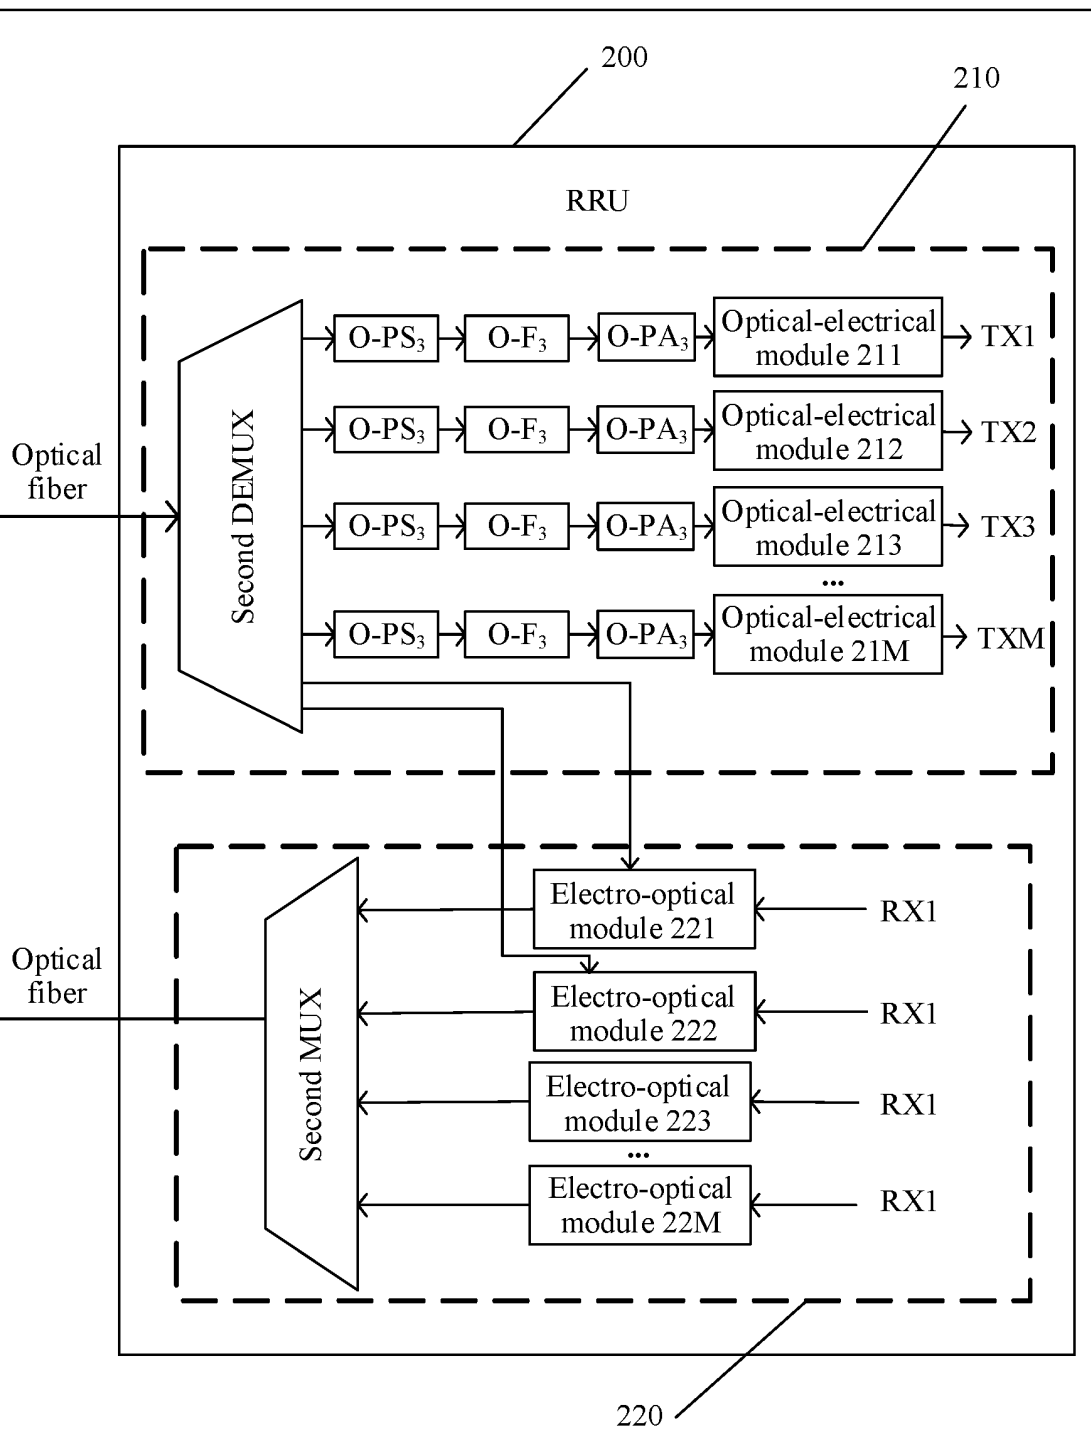 200
210
RRU
O-PS3
O-F3
O-PA3
Optical-electrical
module 211
TX1
O-PS3
O-F3
O-PA3
Optical-electrical
module 212
TX2
Optical
fiber
Second DEMUX
O-PS3
O-F3
O-PA3
Optical-electrical
module 213
TX3
...
O-PS3
O-F3
O-PA3
Optical-electrical
module 21M
TXM
Electro-optical
module 221
RX1
Optical
fiber
Second MUX
Electro-optical
module 222
RX1
Electro-optical
module 223
RX1
...
Electro-optical
module 22M
RX1
220